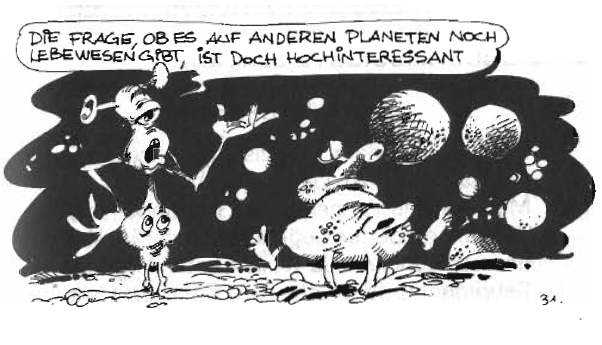 DIE FRAGE, OB ES AUF ANDEREN PLANETEN NOCH
LEBEWESEN GIBT, IST DOCH HOCHINTERESSANT
31.